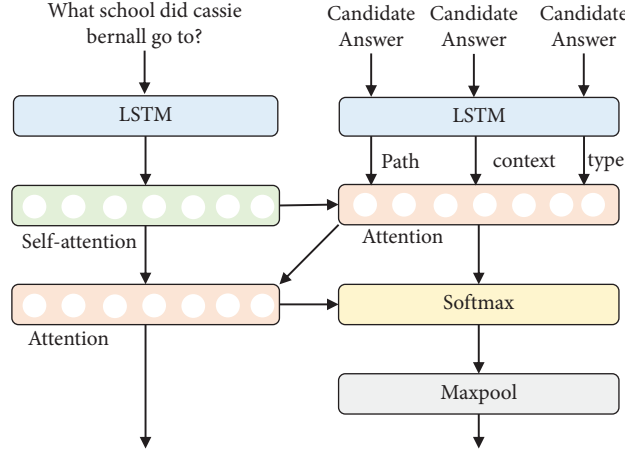 What school did cassie
bernall go to?
Candidate
Answer
Candidate
Answer
Candidate
Answer
LSTM
LSTM
Path
context
type
Self-attention
Attention
Attention
Softmax
Maxpool